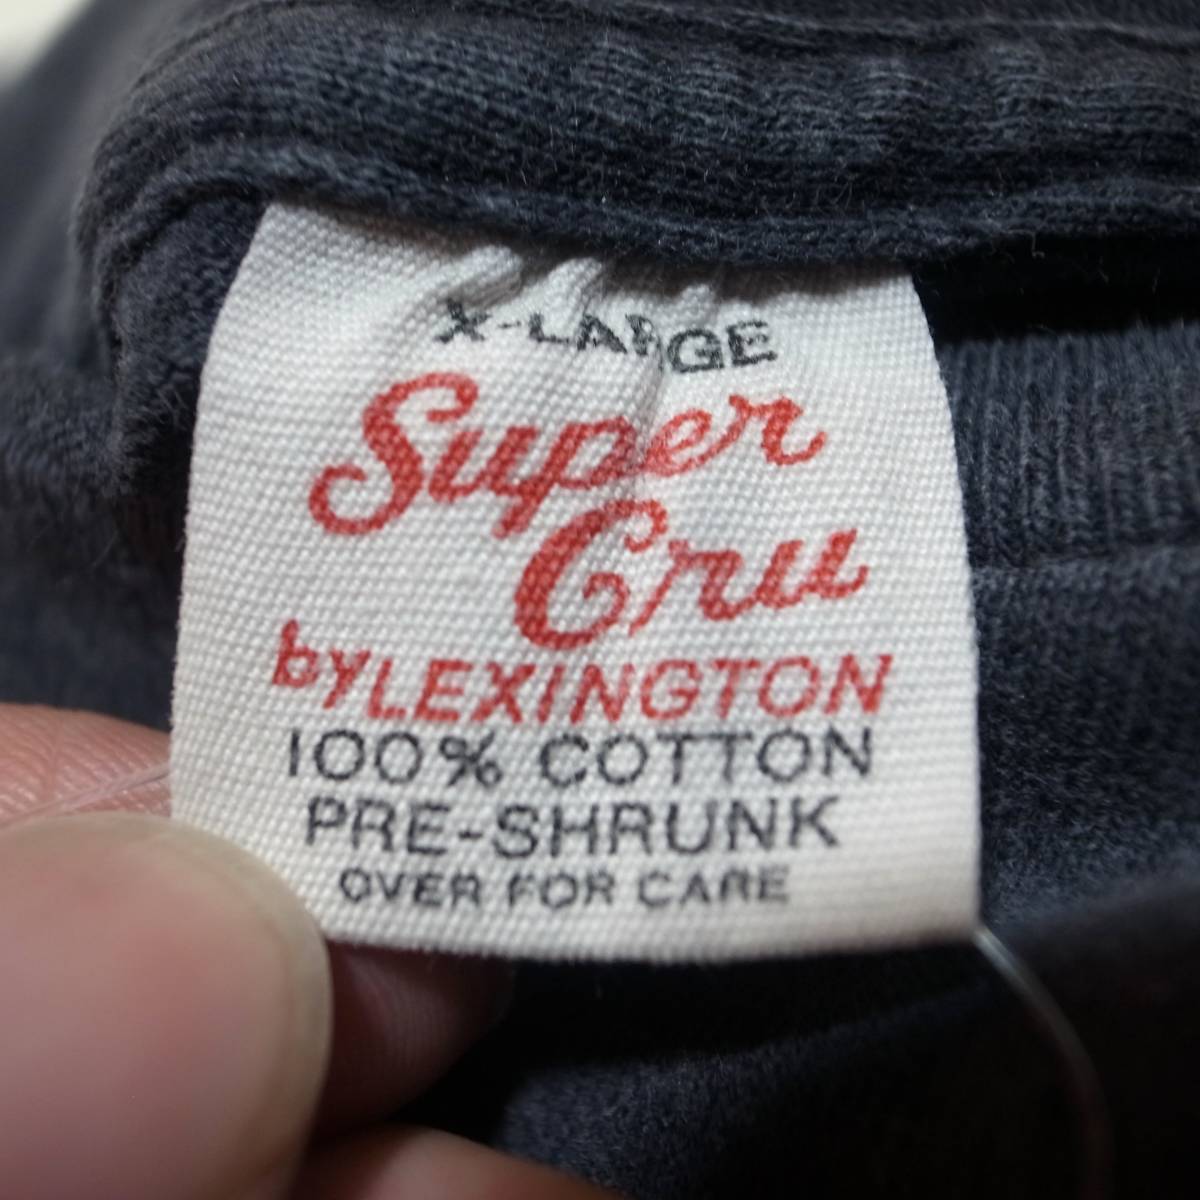 X-LARGE
Super
Cru
by LEXINGTON
100% COTTON
PRE-SHRUNK
OVER FOR CARE